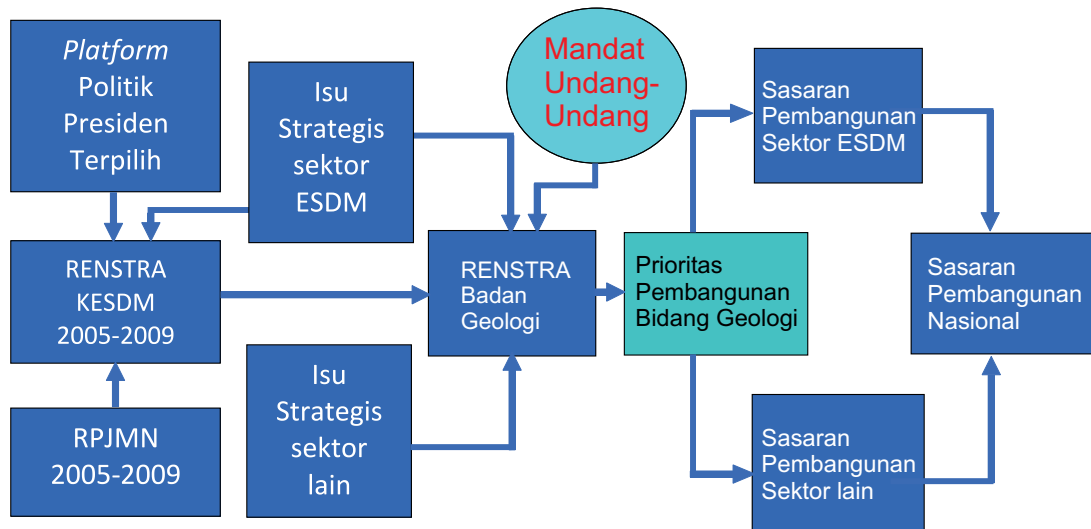 Platform
Politik
Presiden
Terpilih
Isu
Strategis
sektor
ESDM
Mandat
Undang-
Undang
Sasaran
Pembangunan
Sektor ESDM
RENSTRA
KESDM
2005-2009
RENSTRA
Badan
Geologi
Prioritas
Pembangunan
Bidang Geologi
Sasaran
Pembangunan
Nasional
RPJMN
2005-2009
Isu
Strategis
sektor
lain
Sasaran
Pembangunan
Sektor lain